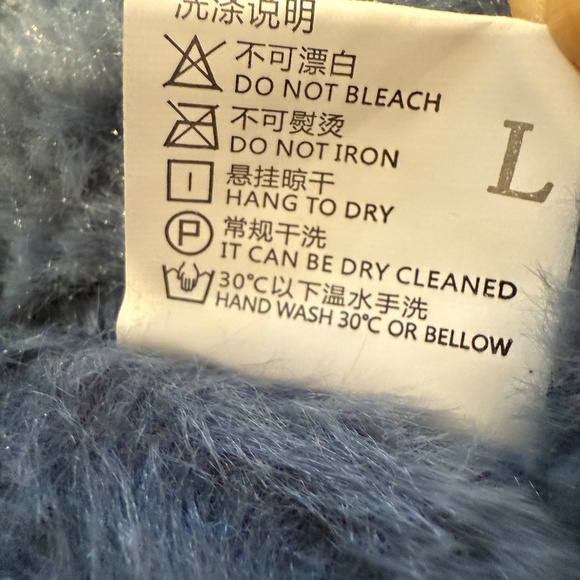 洗涤说明
不可漂白
DO NOT BLEACH
不可熨烫
DO NOT IRON
L
悬挂晾干
HANG TO DRY
常规干洗
P
IT CAN BE DRY CLEANED
30℃以下温水手洗
HAND WASH 30℃ OR BELLOW